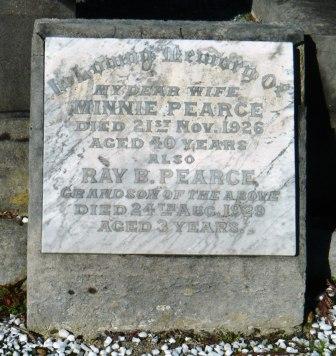 In Loving Memory Of
MY DEAR WIFE
MINNIE PEARCE
DIED 21ST NOV. 1926
AGED 40 YEARS
ALSO
RAY B. PEARCE
GRANDSON OF THE ABOVE
DIED 24TH AUG. 1939
AGED 3 YEARS.